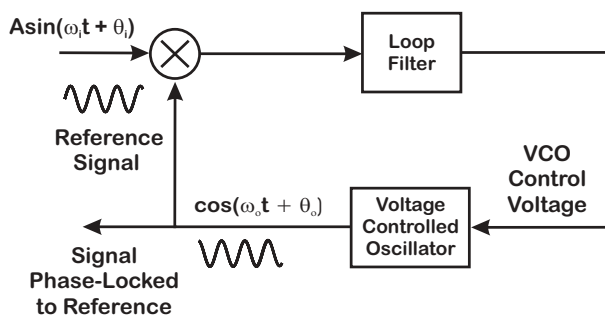 Asin(ωᵢt + θᵢ)
Loop
Filter
Reference
Signal
VCO
Control
Voltage
cos(ωₒt + θₒ)
Voltage
Controlled
Oscillator
Signal
Phase-Locked
to Reference